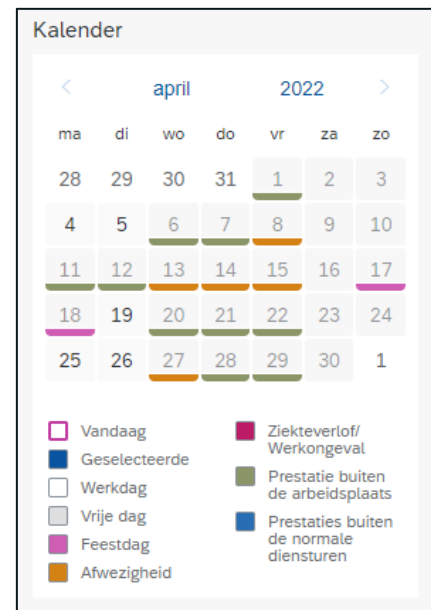 Kalender
< april 2022 >
ma di wo do vr za zo
28 29 30 31 1 2 3
4 5 6 7 8 9 10
11 12 13 14 15 16 17
18 19 20 21 22 23 24
25 26 27 28 29 30 1
Vandaag
Geselecteerde
Werkdag
Vrije dag
Feestdag
Afwezigheid
Ziekteverlof/
Werkongeval
Prestatie buiten
de arbeidsplaats
Prestaties buiten
de normale
diensturen